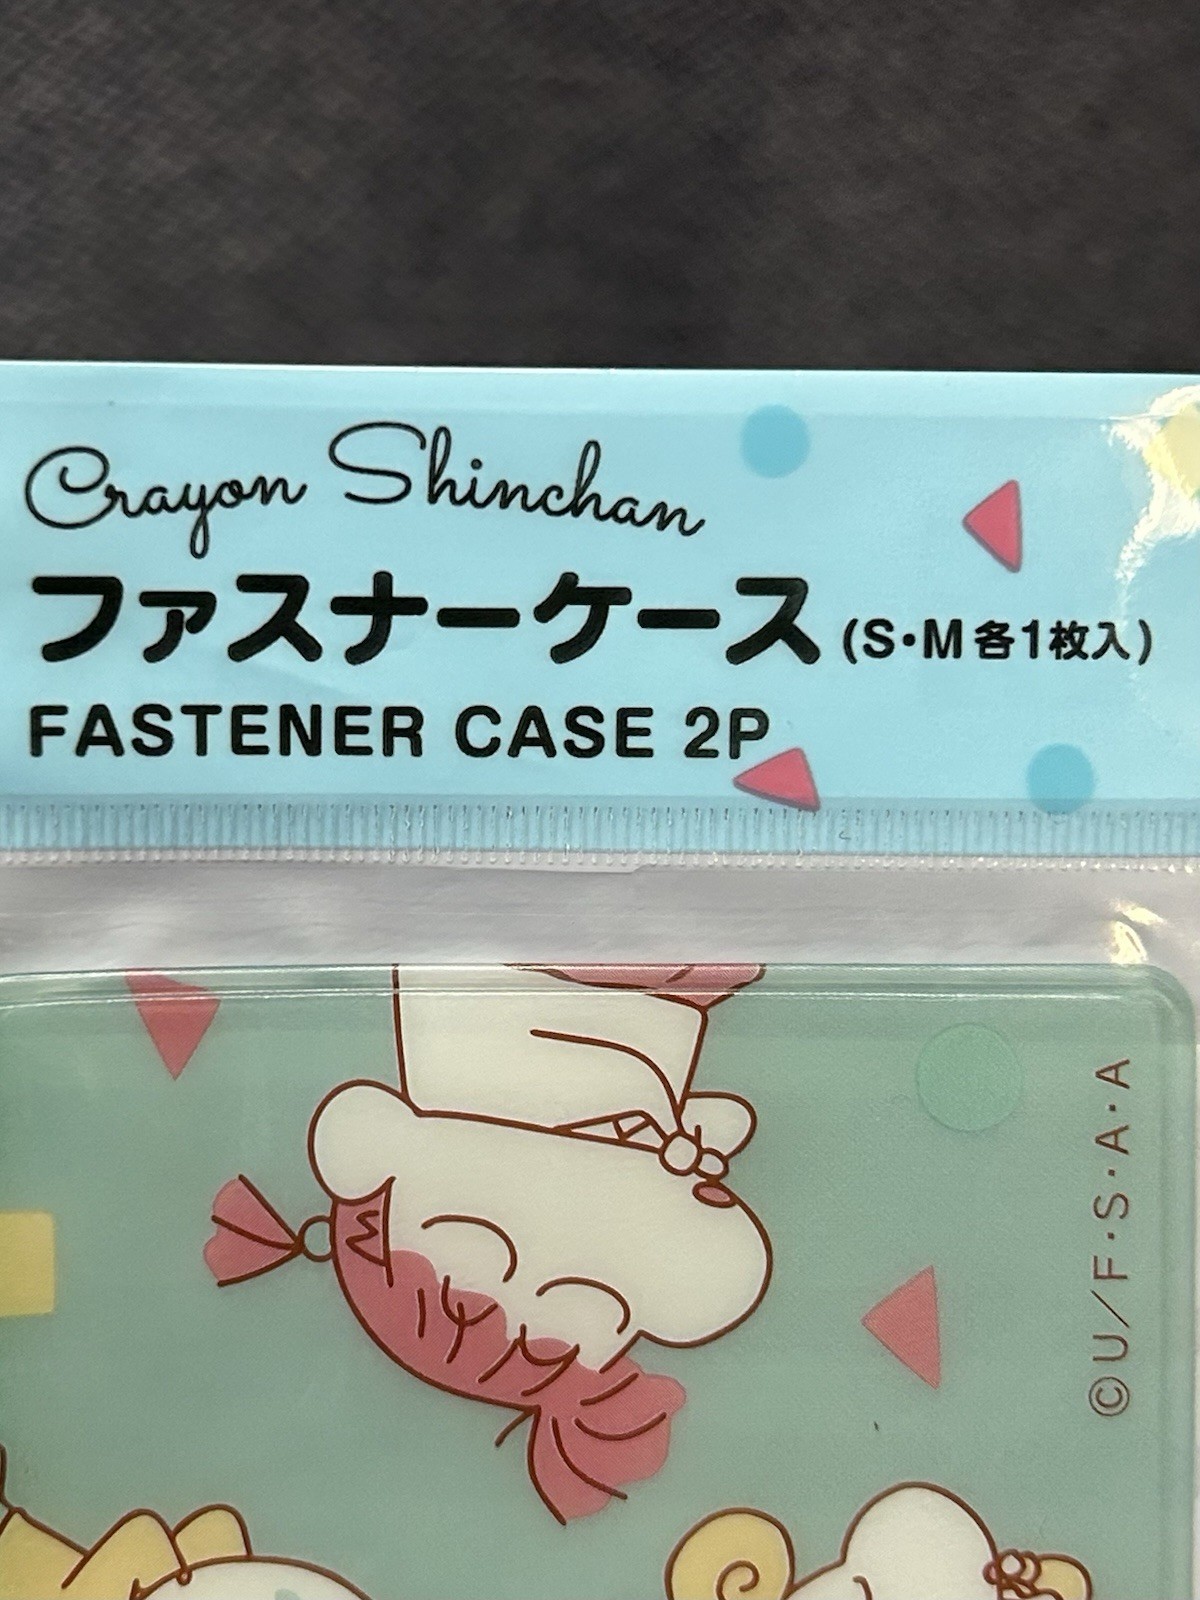 Crayon Shinchan
ファスナーケース (S・M各1枚入)
FASTENER CASE 2P
©U/F・S・A・A